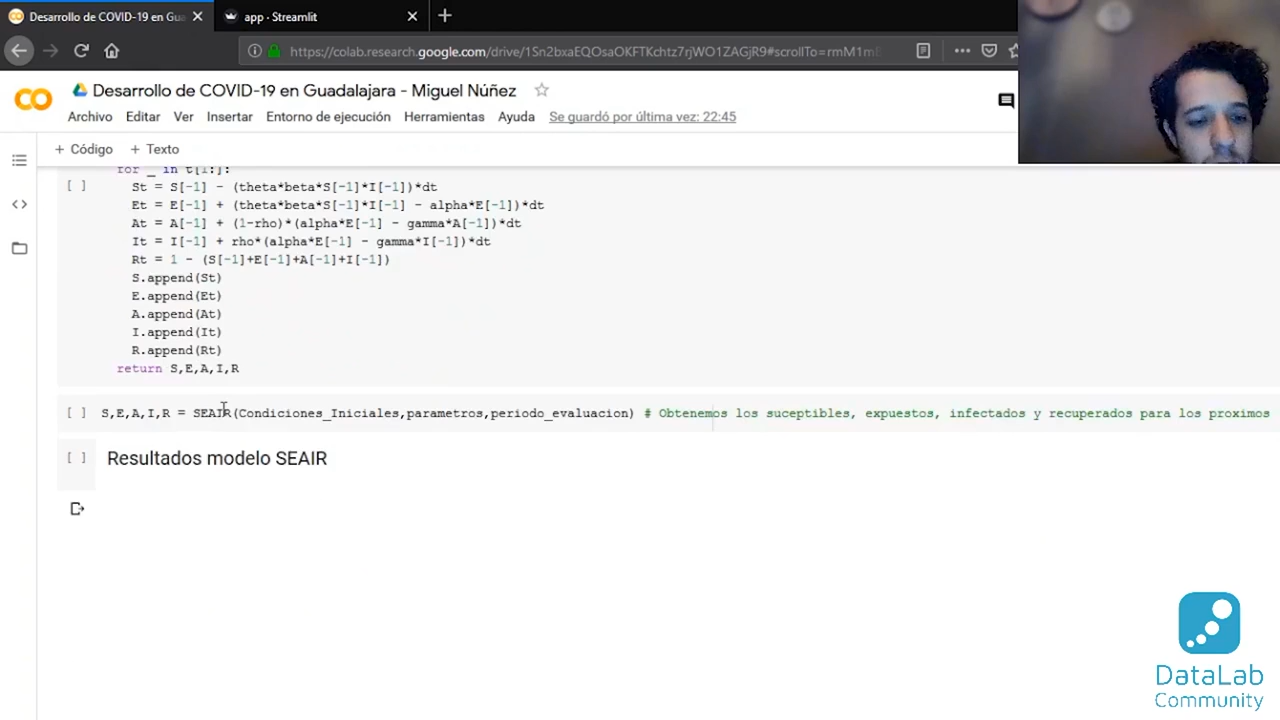 Desarrollo de COVID-19 en Gua
app · Streamlit
https://colab.research.google.com/drive/1Sn2bxaEQOsaOKFTKchtz7rjWO1ZAGjR9#scrollTo=rmM1m
CO Desarrollo de COVID-19 en Guadalajara - Miguel Núñez
Archivo Editar Ver Insertar Entorno de ejecución Herramientas Ayuda Se guardó por última vez: 22:45
+ Código + Texto
for _ in t[1:]:
[ ] St = S[-1] - (theta*beta*S[-1]*I[-1])*dt
Et = E[-1] + (theta*beta*S[-1]*I[-1] - alpha*E[-1])*dt
At = A[-1] + (1-rho)*(alpha*E[-1] - gamma*A[-1])*dt
It = I[-1] + rho*(alpha*E[-1] - gamma*I[-1])*dt
Rt = 1 - (S[-1]+E[-1]+A[-1]+I[-1])
S.append(St)
E.append(Et)
A.append(At)
I.append(It)
R.append(Rt)
return S,E,A,I,R
[ ] S,E,A,I,R = SEAIR(Condiciones_Iniciales,parametros,periodo_evaluacion) # Obtenemos los suceptibles, expuestos, infectados y recuperados para los proximos
[ ] Resultados modelo SEAIR
DataLab
Community